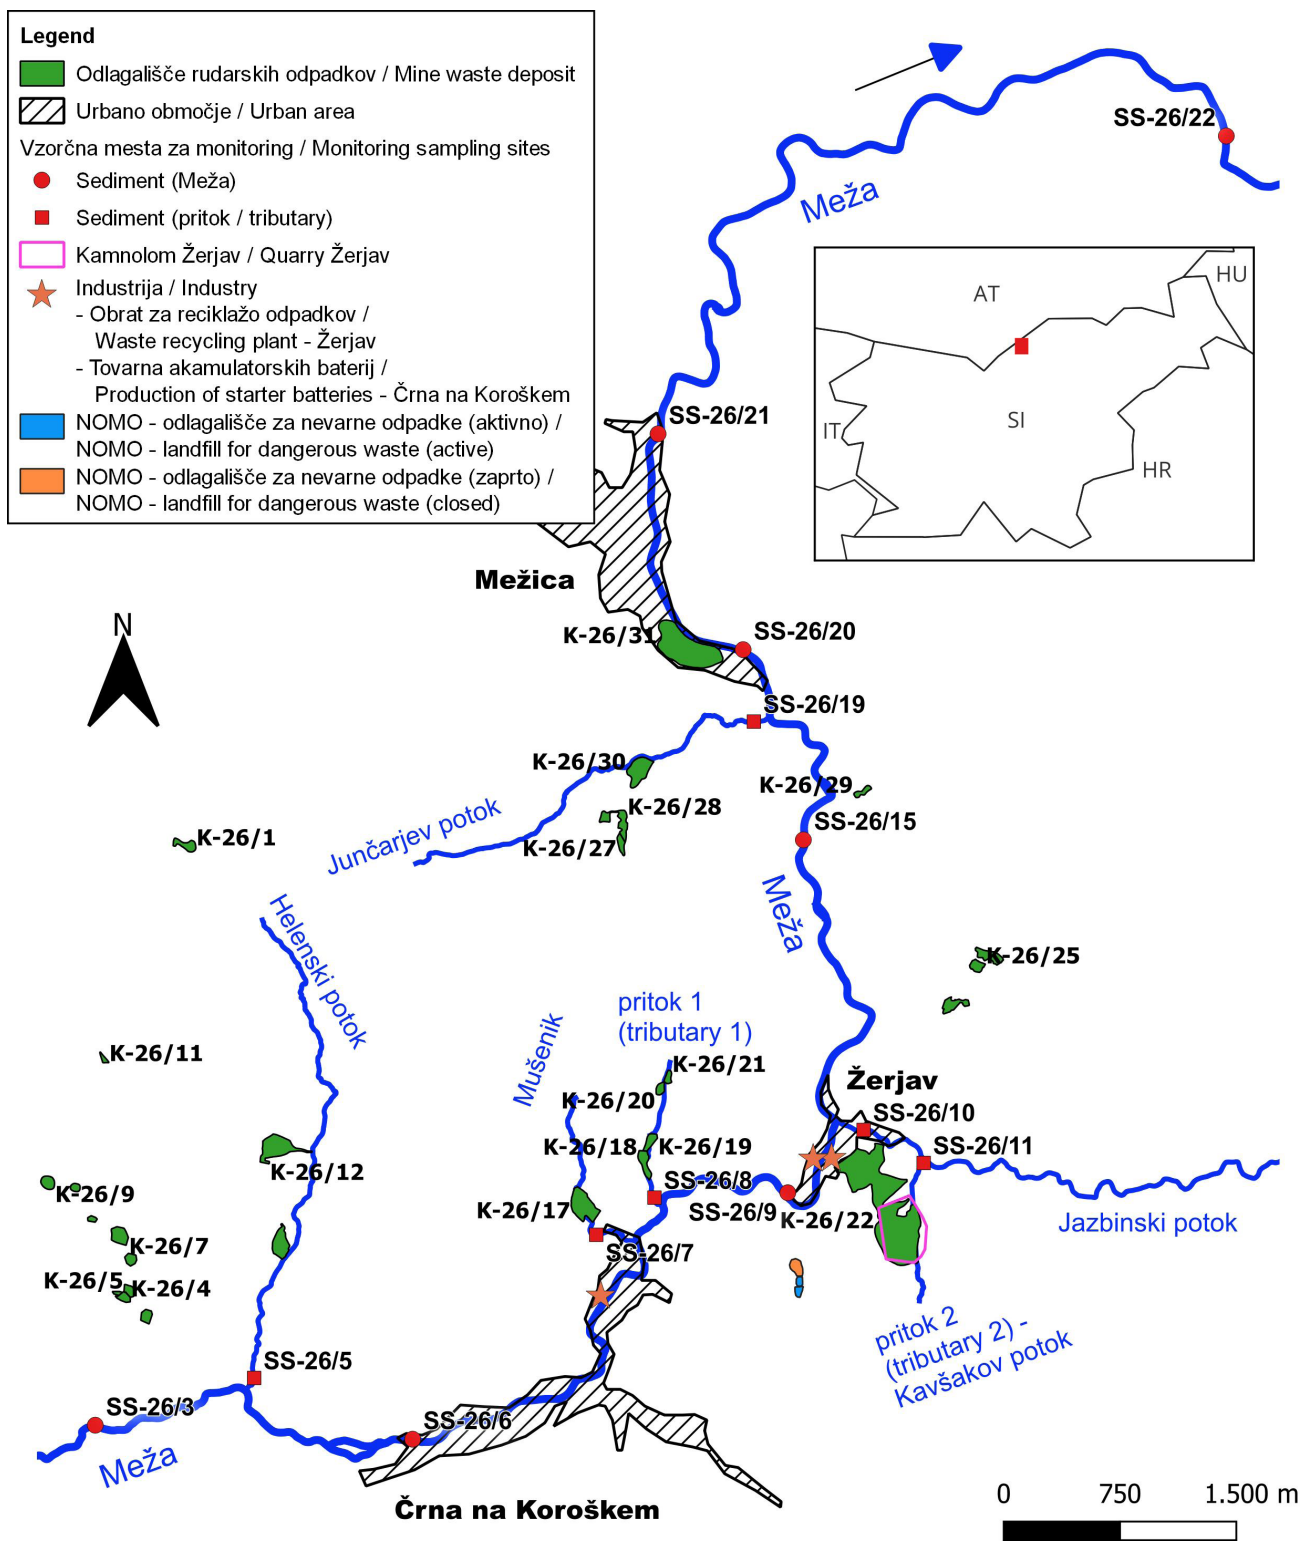 Legend
Odlagališče rudarskih odpadkov / Mine waste deposit
Urbano območje / Urban area
Vzorčna mesta za monitoring / Monitoring sampling sites
Sediment (Meža)
Sediment (pritok / tributary)
Kamnolom Žerjav / Quarry Žerjav
Industrija / Industry
- Obrat za reciklažo odpadkov /
Waste recycling plant - Žerjav
- Tovarna akamulatorskih baterij /
Production of starter batteries - Črna na Koroškem
NOMO - odlagališče za nevarne odpadke (aktivno) /
NOMO - landfill for dangerous waste (active)
NOMO - odlagališče za nevarne odpadke (zaprto) /
NOMO - landfill for dangerous waste (closed)
SS-26/22
Meža
AT
HU
IT
SI
HR
SS-26/21
Mežica
N
K-26/31
SS-26/20
SS-26/19
K-26/30
K-26/29
K-26/28
SS-26/15
Junčarjev potok
K-26/27
K-26/1
Meža
Helenski potok
K-26/25
pritok 1
(tributary 1)
Mušenik
K-26/11
K-26/21
Žerjav
K-26/20
SS-26/10
K-26/18
K-26/19
SS-26/11
K-26/12
SS-26/8
K-26/9
K-26/17
SS-26/9
K-26/22
Jazbinski potok
K-26/7
SS-26/7
K-26/5
K-26/4
pritok 2
(tributary 2) -
Kavšakov potok
SS-26/5
SS-26/3
SS-26/6
Meža
Črna na Koroškem
0
750
1.500 m